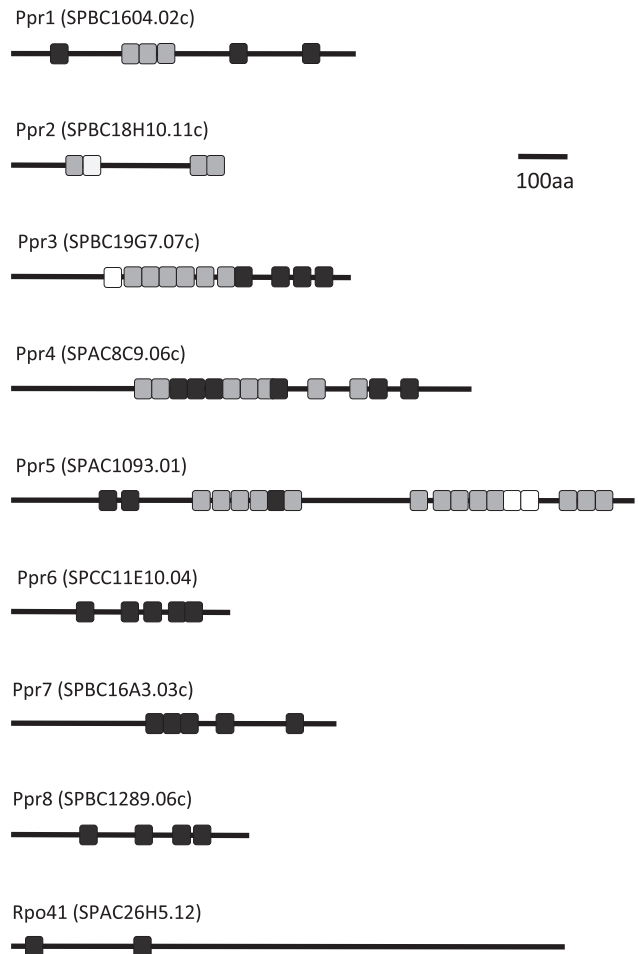 Ppr1 (SPBC1604.02c)
Ppr2 (SPBC18H10.11c)
100aa
Ppr3 (SPBC19G7.07c)
Ppr4 (SPAC8C9.06c)
Ppr5 (SPAC1093.01)
Ppr6 (SPCC11E10.04)
Ppr7 (SPBC16A3.03c)
Ppr8 (SPBC1289.06c)
Rpo41 (SPAC26H5.12)